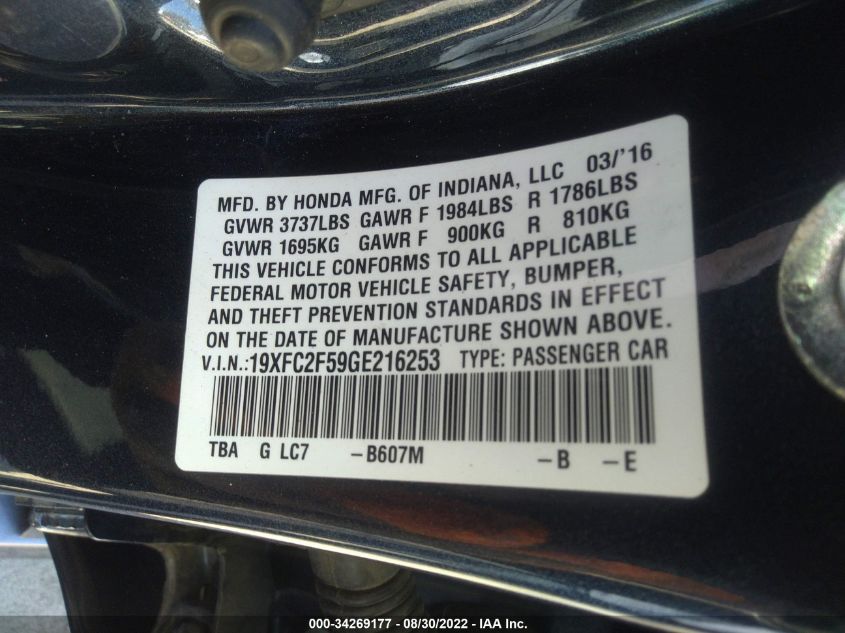 MFD. BY HONDA MFG. OF INDIANA, LLC 03/'16
GVWR 3737LBS GAWR F 1984LBS R 1786LBS
GVWR 1695KG GAWR F 900KG R 810KG
THIS VEHICLE CONFORMS TO ALL APPLICABLE
FEDERAL MOTOR VEHICLE SAFETY, BUMPER,
AND THEFT PREVENTION STANDARDS IN EFFECT
ON THE DATE OF MANUFACTURE SHOWN ABOVE.
V.I.N.:19XFC2F59GE216253 TYPE: PASSENGER CAR
TBA G LC7 -B607M -B -E
000-34269177 - 08/30/2022 - IAA Inc.